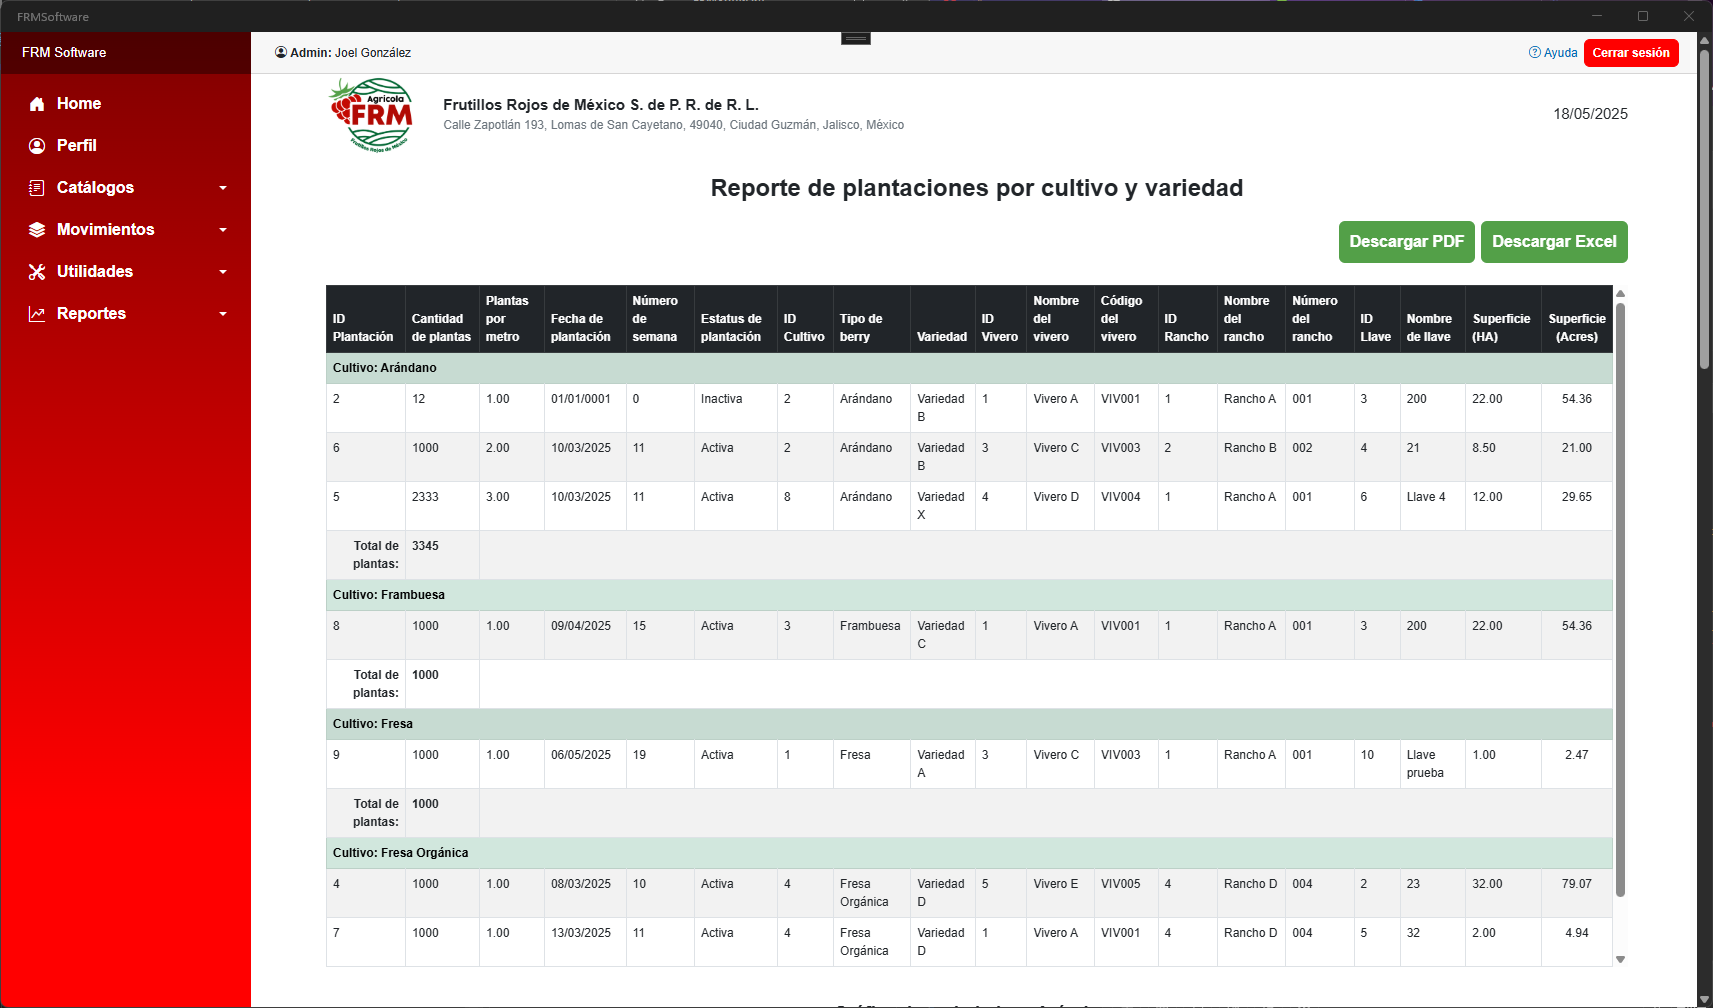 FRMSoftware
FRM Software
Admin: Joel González
Ayuda
Cerrar sesión
Home
Perfil
Catálogos
Movimientos
Utilidades
Reportes
Agrícola
FRM
Frutillos Rojos de México
Frutillos Rojos de México S. de P. R. de R. L.
Calle Zapotlán 193, Lomas de San Cayetano, 49040, Ciudad Guzmán, Jalisco, México
18/05/2025
Reporte de plantaciones por cultivo y variedad
Descargar PDF Descargar Excel
ID Plantación Cantidad de plantas Plantas por metro Fecha de plantación Número de semana Estatus de plantación ID Cultivo Tipo de berry Variedad ID Vivero Nombre del vivero Código del vivero ID Rancho Nombre del rancho Número del rancho ID Llave Nombre de llave Superficie (HA) Superficie (Acres)
Cultivo: Arándano
2 12 1.00 01/01/0001 0 Inactiva 2 Arándano Variedad B 1 Vivero A VIV001 1 Rancho A 001 3 200 22.00 54.36
6 1000 2.00 10/03/2025 11 Activa 2 Arándano Variedad B 3 Vivero C VIV003 2 Rancho B 002 4 21 8.50 21.00
5 2333 3.00 10/03/2025 11 Activa 8 Arándano Variedad X 4 Vivero D VIV004 1 Rancho A 001 6 Llave 4 12.00 29.65
Total de plantas: 3345
Cultivo: Frambuesa
8 1000 1.00 09/04/2025 15 Activa 3 Frambuesa Variedad C 1 Vivero A VIV001 1 Rancho A 001 3 200 22.00 54.36
Total de plantas: 1000
Cultivo: Fresa
9 1000 1.00 06/05/2025 19 Activa 1 Fresa Variedad A 3 Vivero C VIV003 1 Rancho A 001 10 Llave prueba 1.00 2.47
Total de plantas: 1000
Cultivo: Fresa Orgánica
4 1000 1.00 08/03/2025 10 Activa 4 Fresa Orgánica Variedad D 5 Vivero E VIV005 4 Rancho D 004 2 23 32.00 79.07
7 1000 1.00 13/03/2025 11 Activa 4 Fresa Orgánica Variedad D 1 Vivero A VIV001 4 Rancho D 004 5 32 2.00 4.94